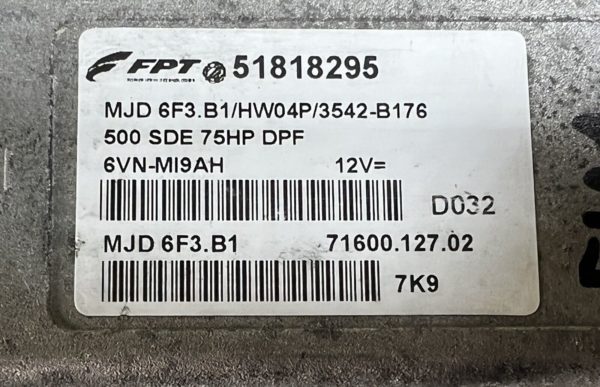 FPT 51818295
MJD 6F3.B1/HW04P/3542-B176
500 SDE 75HP DPF
6VN-MI9AH 12V=
D032
MJD 6F3.B1 71600.127.02
7K9